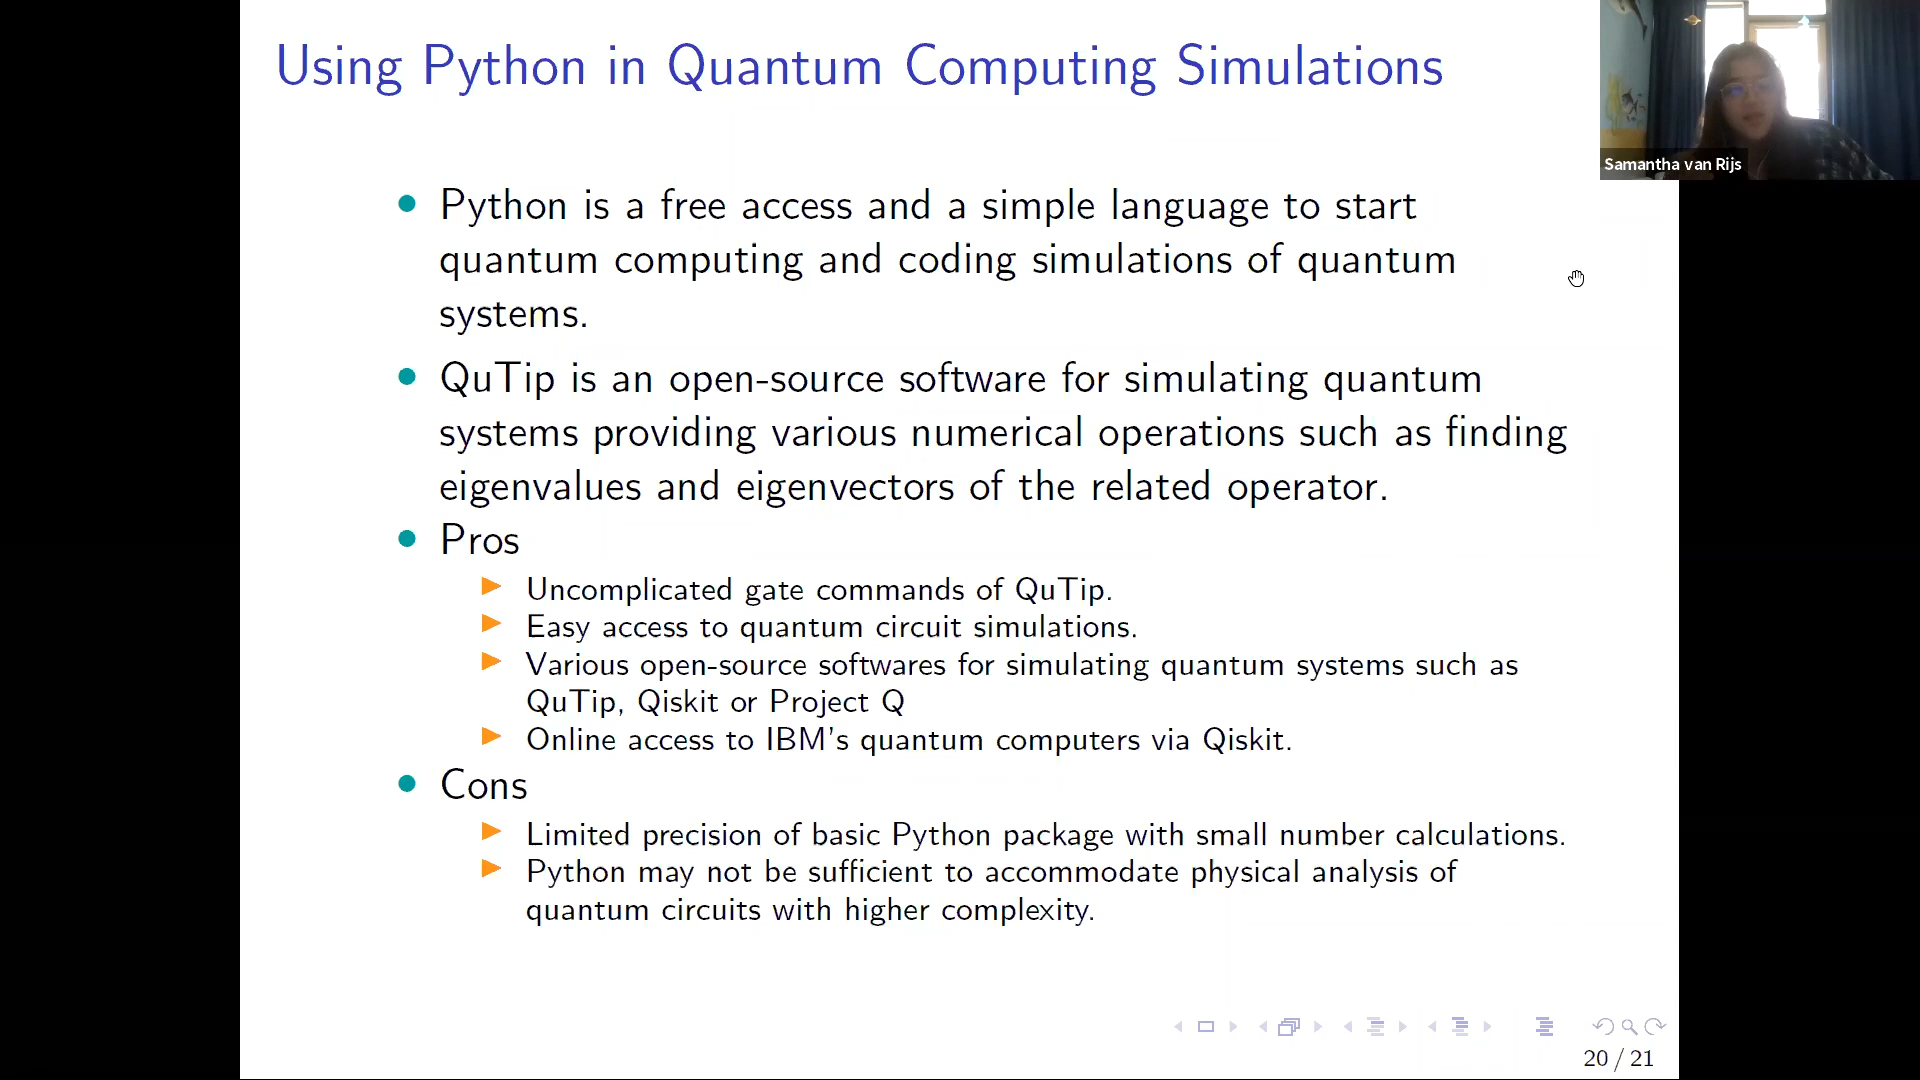 Using Python in Quantum Computing Simulations
Samantha van Rijs
Python is a free access and a simple language to start
quantum computing and coding simulations of quantum
systems.
QuTip is an open-source software for simulating quantum
systems providing various numerical operations such as finding
eigenvalues and eigenvectors of the related operator.
Pros
Uncomplicated gate commands of QuTip.
Easy access to quantum circuit simulations.
Various open-source softwares for simulating quantum systems such as
QuTip, Qiskit or Project Q
Online access to IBM's quantum computers via Qiskit.
Cons
Limited precision of basic Python package with small number calculations.
Python may not be sufficient to accommodate physical analysis of
quantum circuits with higher complexity.
20 / 21